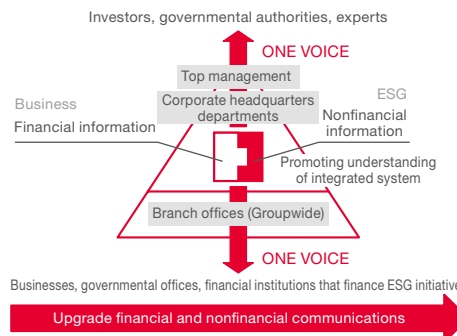 Investors, governmental authorities, experts
ONE VOICE
Top management
Business
ESG
Corporate headquarters
departments
Financial information
Nonfinancial
information
Promoting understanding
of integrated system
Branch offices (Groupwide)
ONE VOICE
Businesses, governmental offices, financial institutions that finance ESG initiative
Upgrade financial and nonfinancial communications